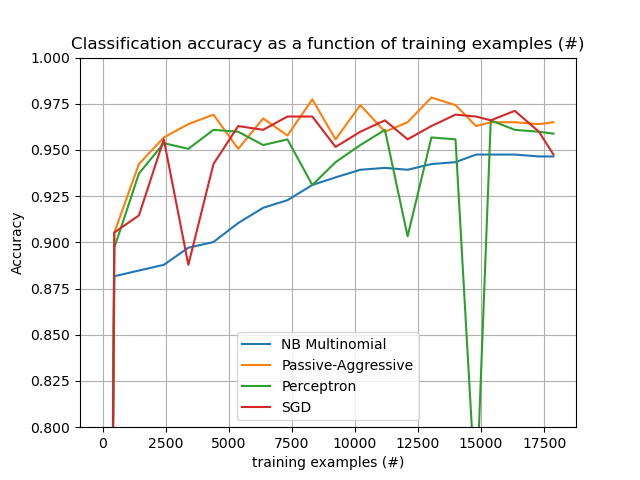 Classification accuracy as a function of training examples (#)
1.000
0.975
0.950
0.925
0.900
0.875
0.850
0.825
0.800
Accuracy
NB Multinomial
Passive-Aggressive
Perceptron
SGD
0 2500 5000 7500 10000 12500 15000 17500
training examples (#)